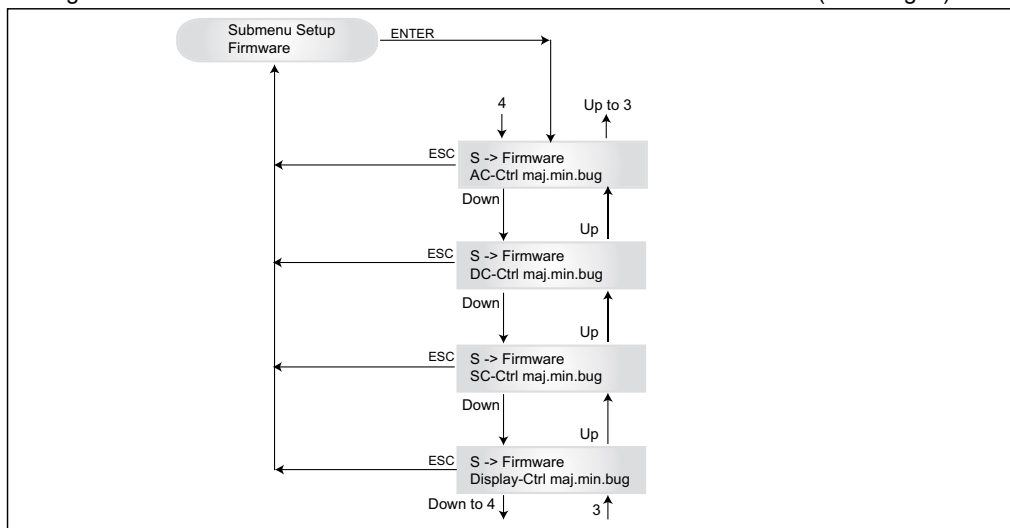 Submenu Setup
Firmware
ENTER
4
Up to 3
ESC
S -> Firmware
AC-Ctrl maj.min.bug
Down
Up
ESC
S -> Firmware
DC-Ctrl maj.min.bug
Down
Up
ESC
S -> Firmware
SC-Ctrl maj.min.bug
Down
Up
ESC
S -> Firmware
Display-Ctrl maj.min.bug
Down to 4
3